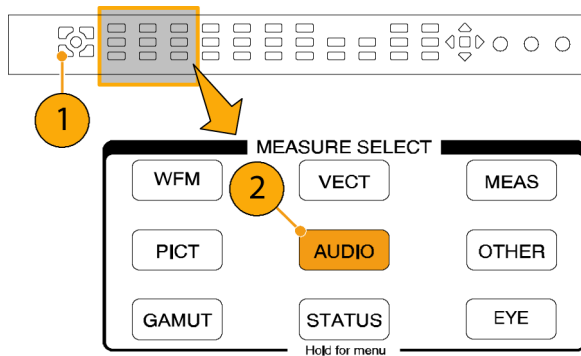 1
MEASURE SELECT
WFM
2
VECT
MEAS
PICT
AUDIO
OTHER
GAMUT
STATUS
EYE
Hold for menu